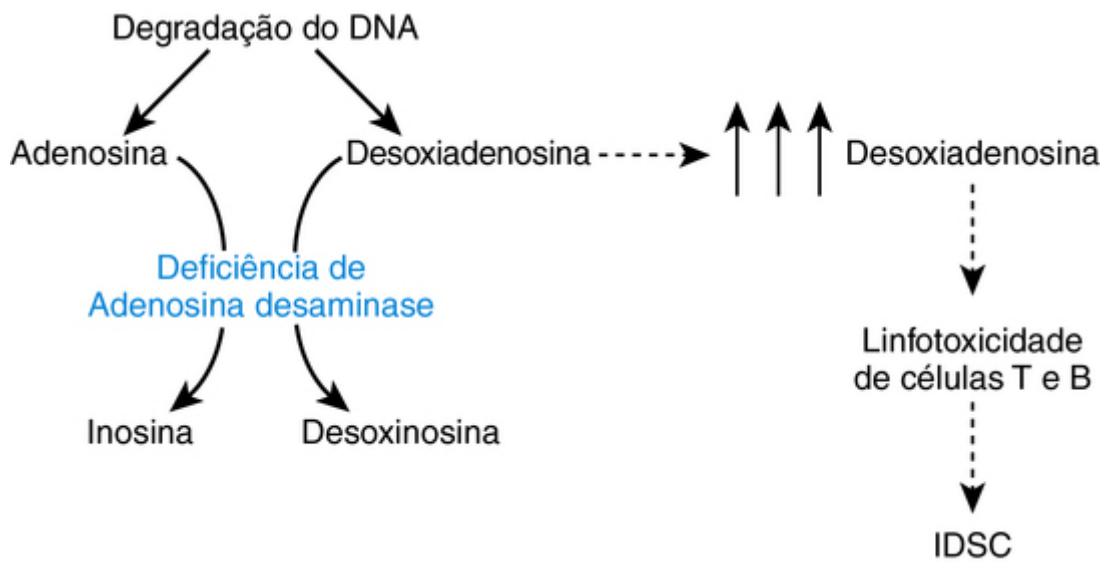 Degradação do DNA
Adenosina
Desoxiadenosina
Desoxiadenosina
Deficiência de
Adenosina desaminase
Linfotoxicidade
de células T e B
Inosina
Desoxinosina
IDSC